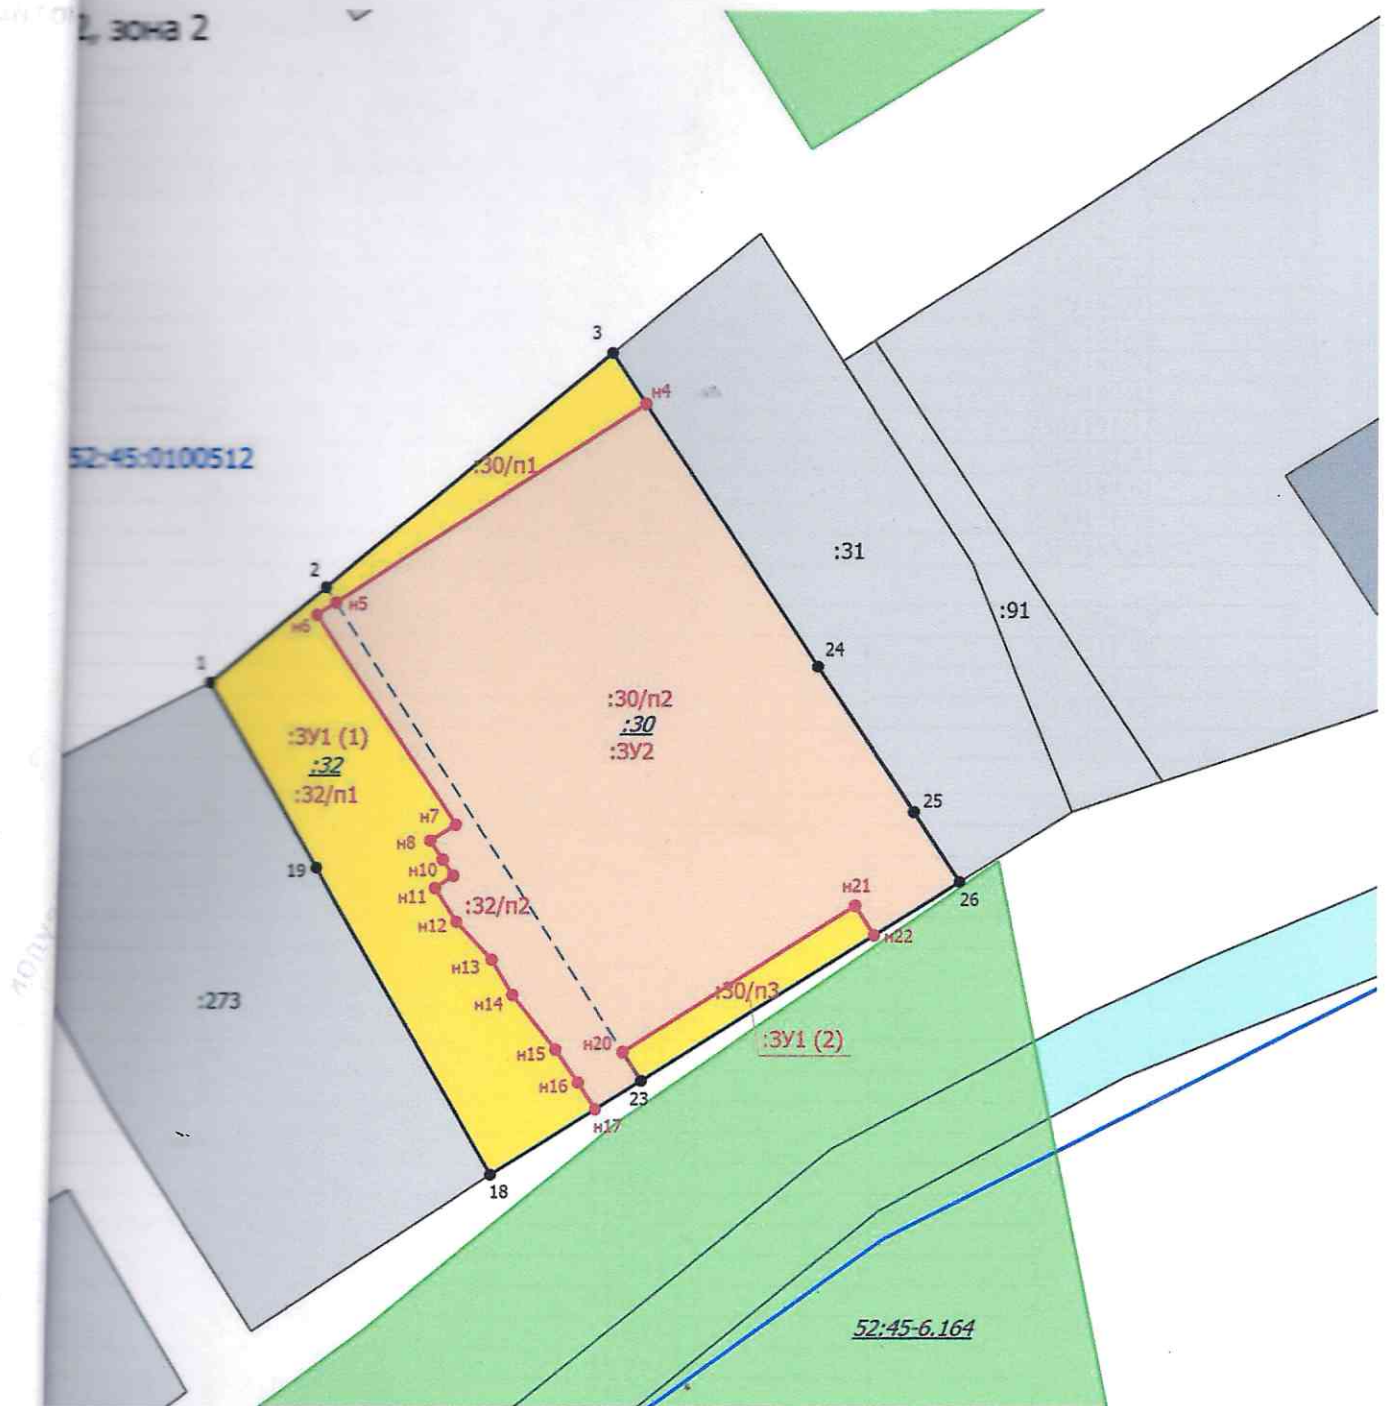 2, зона 2
3
н4
52:45:0100512
:30/п1
:31
2
н5
:91
н6
24
1
:30/п2
:30
:ЗУ2
:ЗУ1 (1)
:32
:32/п1
25
н7
н8
19
н10
н21
н11
26
:32/п2
н12
н22
н13
:30/п3
:273
н14
н20
:ЗУ1 (2)
н15
н16
23
н17
18
52:45-6.164